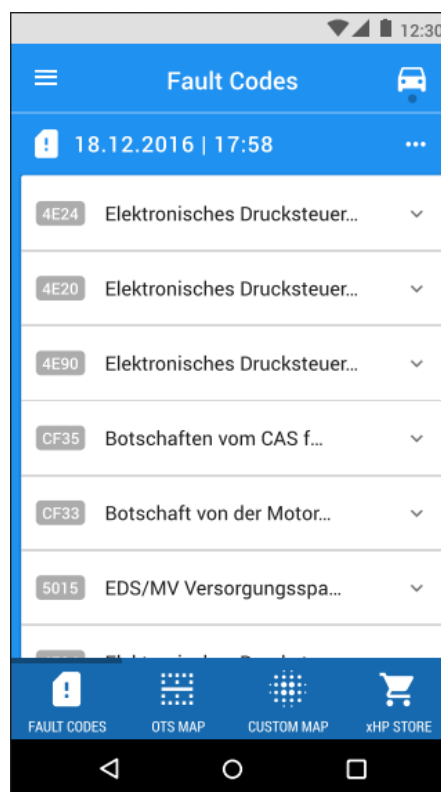 12:30
Fault Codes
18.12.2016 | 17:58
4E24 Elektronisches Drucksteuer...
4E20 Elektronisches Drucksteuer...
4E90 Elektronisches Drucksteuer...
CF35 Botschaften vom CAS f...
CF33 Botschaft von der Motor...
5015 EDS/MV Versorgungsspa...
FAULT CODES OTS MAP CUSTOM MAP xHP STORE